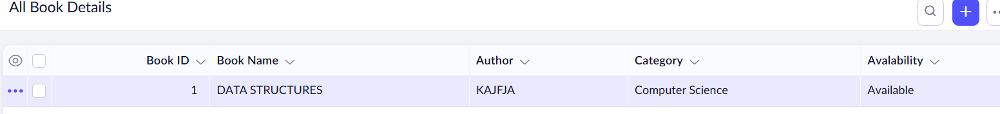 All Book Details
Book ID Book Name Author Category Avalability
1 DATA STRUCTURES KAJFJA Computer Science Available